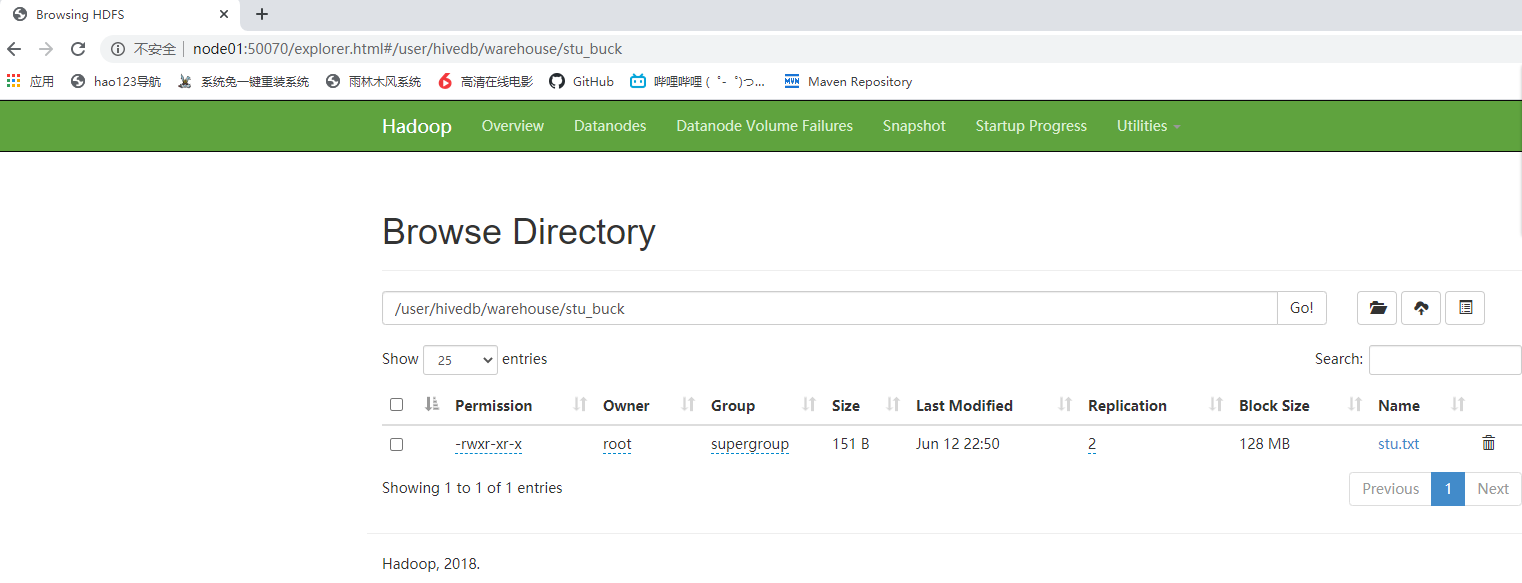 Browsing HDFS
不安全 node01:50070/explorer.html#/user/hivedb/warehouse/stu_buck
应用 hao123导航 系统兔一键重装系统 雨林木风系统 高清在线电影 GitHub 哔哩哔哩 ( ゜- ゜)つ... Maven Repository
Hadoop Overview Datanodes Datanode Volume Failures Snapshot Startup Progress Utilities
Browse Directory
/user/hivedb/warehouse/stu_buck Go!
Show 25 entries Search:
Permission Owner Group Size Last Modified Replication Block Size Name
-rwxr-xr-x root supergroup 151 B Jun 12 22:50 2 128 MB stu.txt
Showing 1 to 1 of 1 entries Previous 1 Next
Hadoop, 2018.